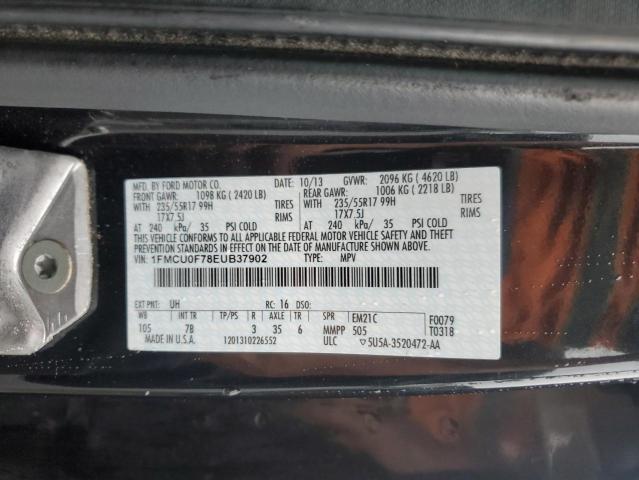 MFD. BY FORD MOTOR CO.
10/13 GVWR: 2096 KG ( 4620 LB)
FRONT GAWR: 1098 KG ( 2420 LB) REAR GAWR: 1006 KG ( 2218 LB)
WITH 235/55R17 99H TIRES WITH 235/55R17 99H TIRES
17X7.5J RIMS 17X7.5J RIMS
AT 240 kPa/ 35 PSI COLD AT 240 kPa/ 35 PSI COLD
THIS VEHICLE CONFORMS TO ALL APPLICABLE FEDERAL MOTOR VEHICLE
SAFETY AND THEFT PREVENTION STANDARDS IN EFFECT ON THE
DATE OF MANUFACTURE SHOWN ABOVE.
VIN: 1FMCU0F78EUB37902 TYPE: MPV
EXT PNT: UH RC: 16 DSO:
WB INT TR TP/PS R AXLE TR EM21C F0079
105 7B 3 35 6 MMPP 505 T0318
MADE IN U.S.A. 1201310226552 ULC ▽5U5A-3520472-AA